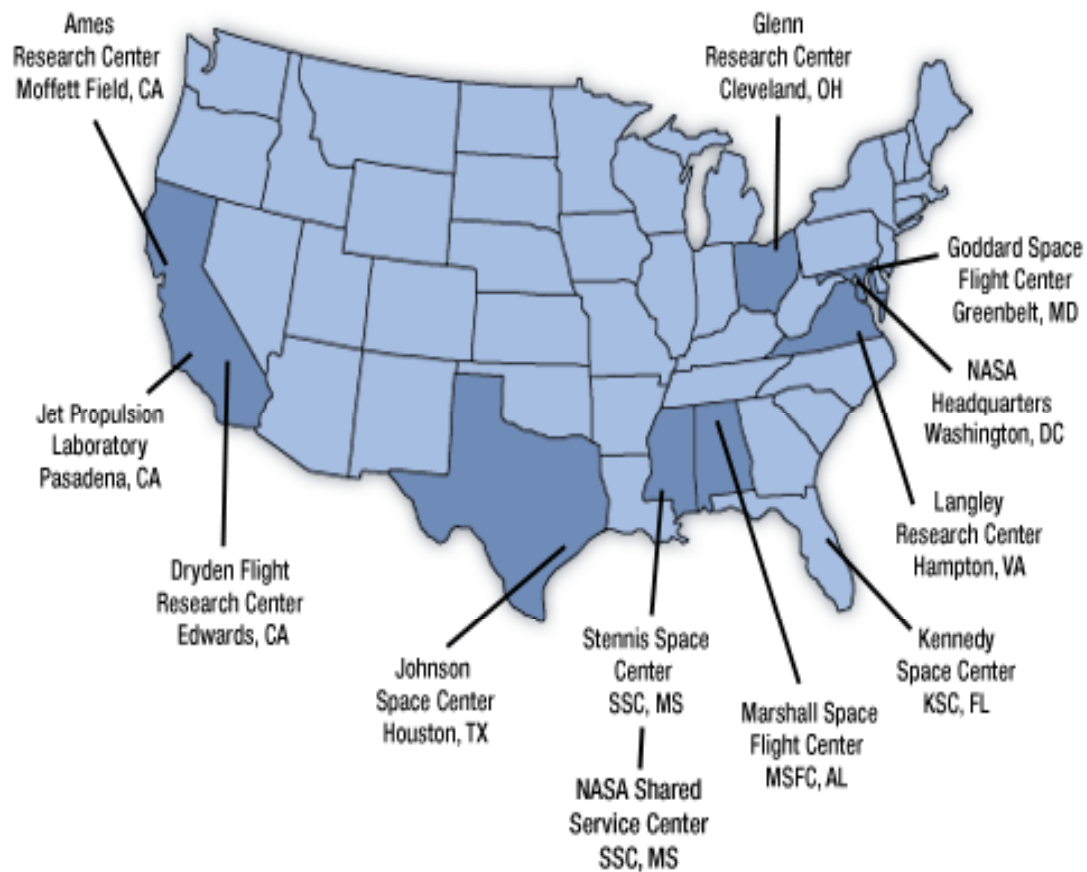 Ames
Research Center
Moffett Field, CA
Glenn
Research Center
Cleveland, OH
Goddard Space
Flight Center
Greenbelt, MD
NASA
Headquarters
Washington, DC
Jet Propulsion
Laboratory
Pasadena, CA
Langley
Research Center
Hampton, VA
Dryden Flight
Research Center
Edwards, CA
Johnson
Space Center
Houston, TX
Stennis Space
Center
SSC, MS
Kennedy
Space Center
KSC, FL
Marshall Space
Flight Center
MSFC, AL
NASA Shared
Service Center
SSC, MS